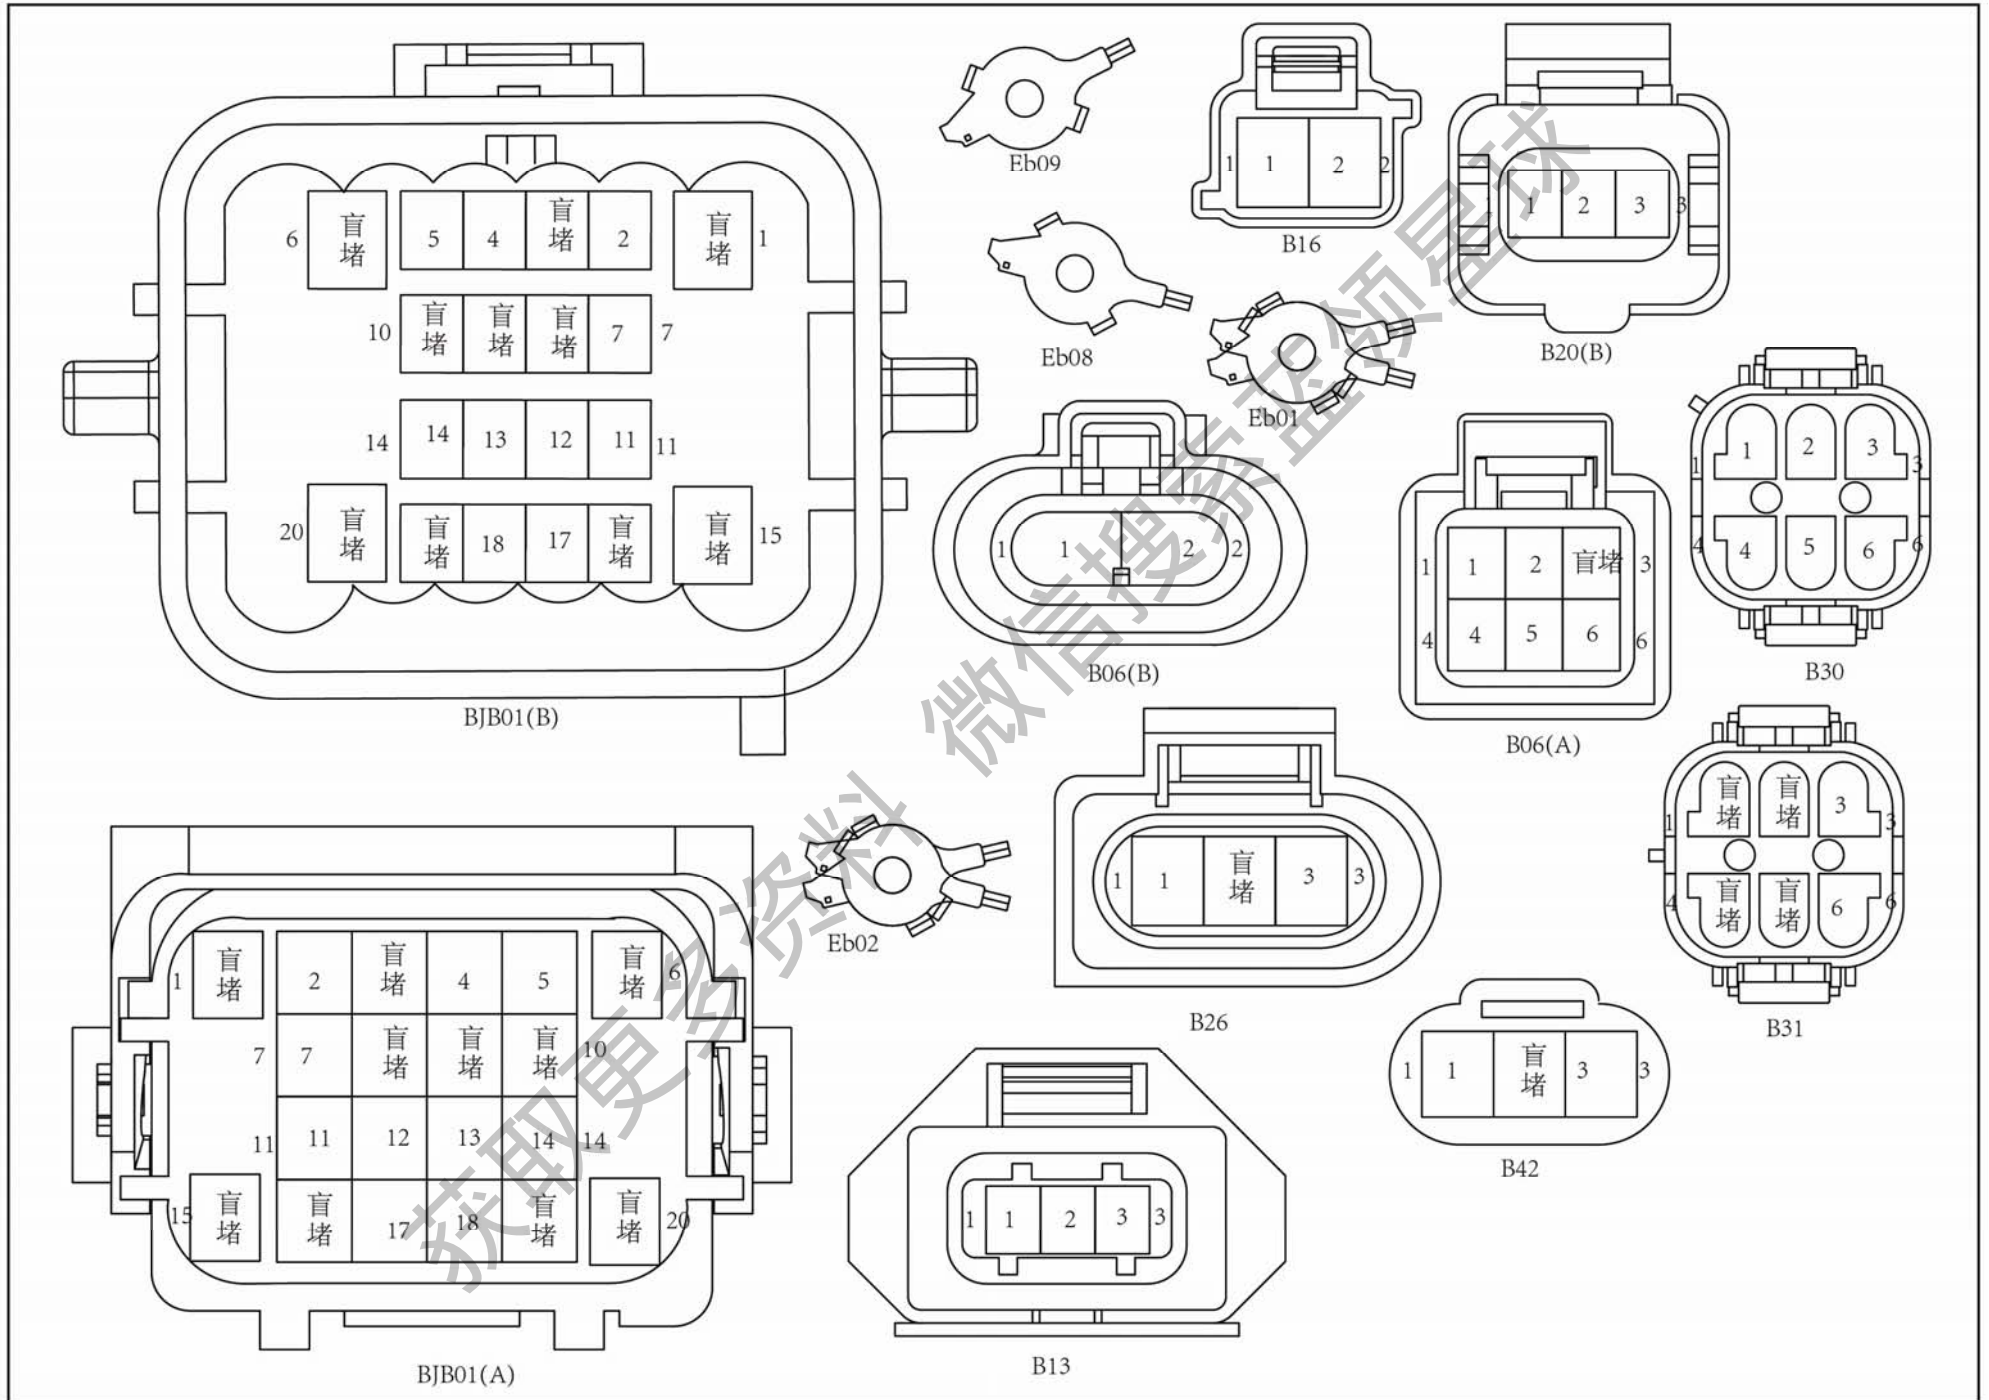 6 盲堵 5 4 盲堵 2 盲堵 1
10 盲堵 盲堵 盲堵 7 7
14 14 13 12 11 11
20 盲堵 盲堵 18 17 盲堵 盲堵 15
BJB01(B)
Eb09
1 1 2 2
B16
1 2 3 3
B20(B)
Eb08
Eb01
1 1 2 2
B06(B)
1 1 2 盲堵 3
4 4 5 6 6
B06(A)
1 1 2 3 3
4 4 5 6 6
B30
1 盲堵 盲堵 3 3
4 盲堵 盲堵 6 6
B31
Eb02
1 1 盲堵 3 3
B26
1 1 盲堵 3 3
B42
1 盲堵 2 盲堵 4 5 盲堵 6
7 7 盲堵 盲堵 盲堵 10
11 11 12 13 14 14
15 盲堵 盲堵 17 18 盲堵 盲堵 20
BJB01(A)
1 1 2 3 3
B13
获取更多资料 微信搜索蓝领星球